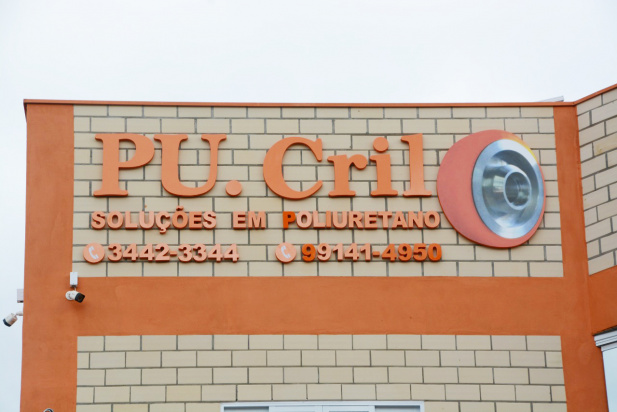 PU. Cril
SOLUÇÕES EM POLIURETANO
3442-3344 99141-4950